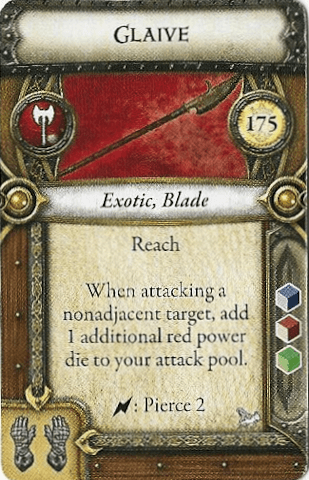 GLAIVE
175
Exotic, Blade
Reach
When attacking a
nonadjacent target, add
1 additional red power
die to your attack pool.
: Pierce 2